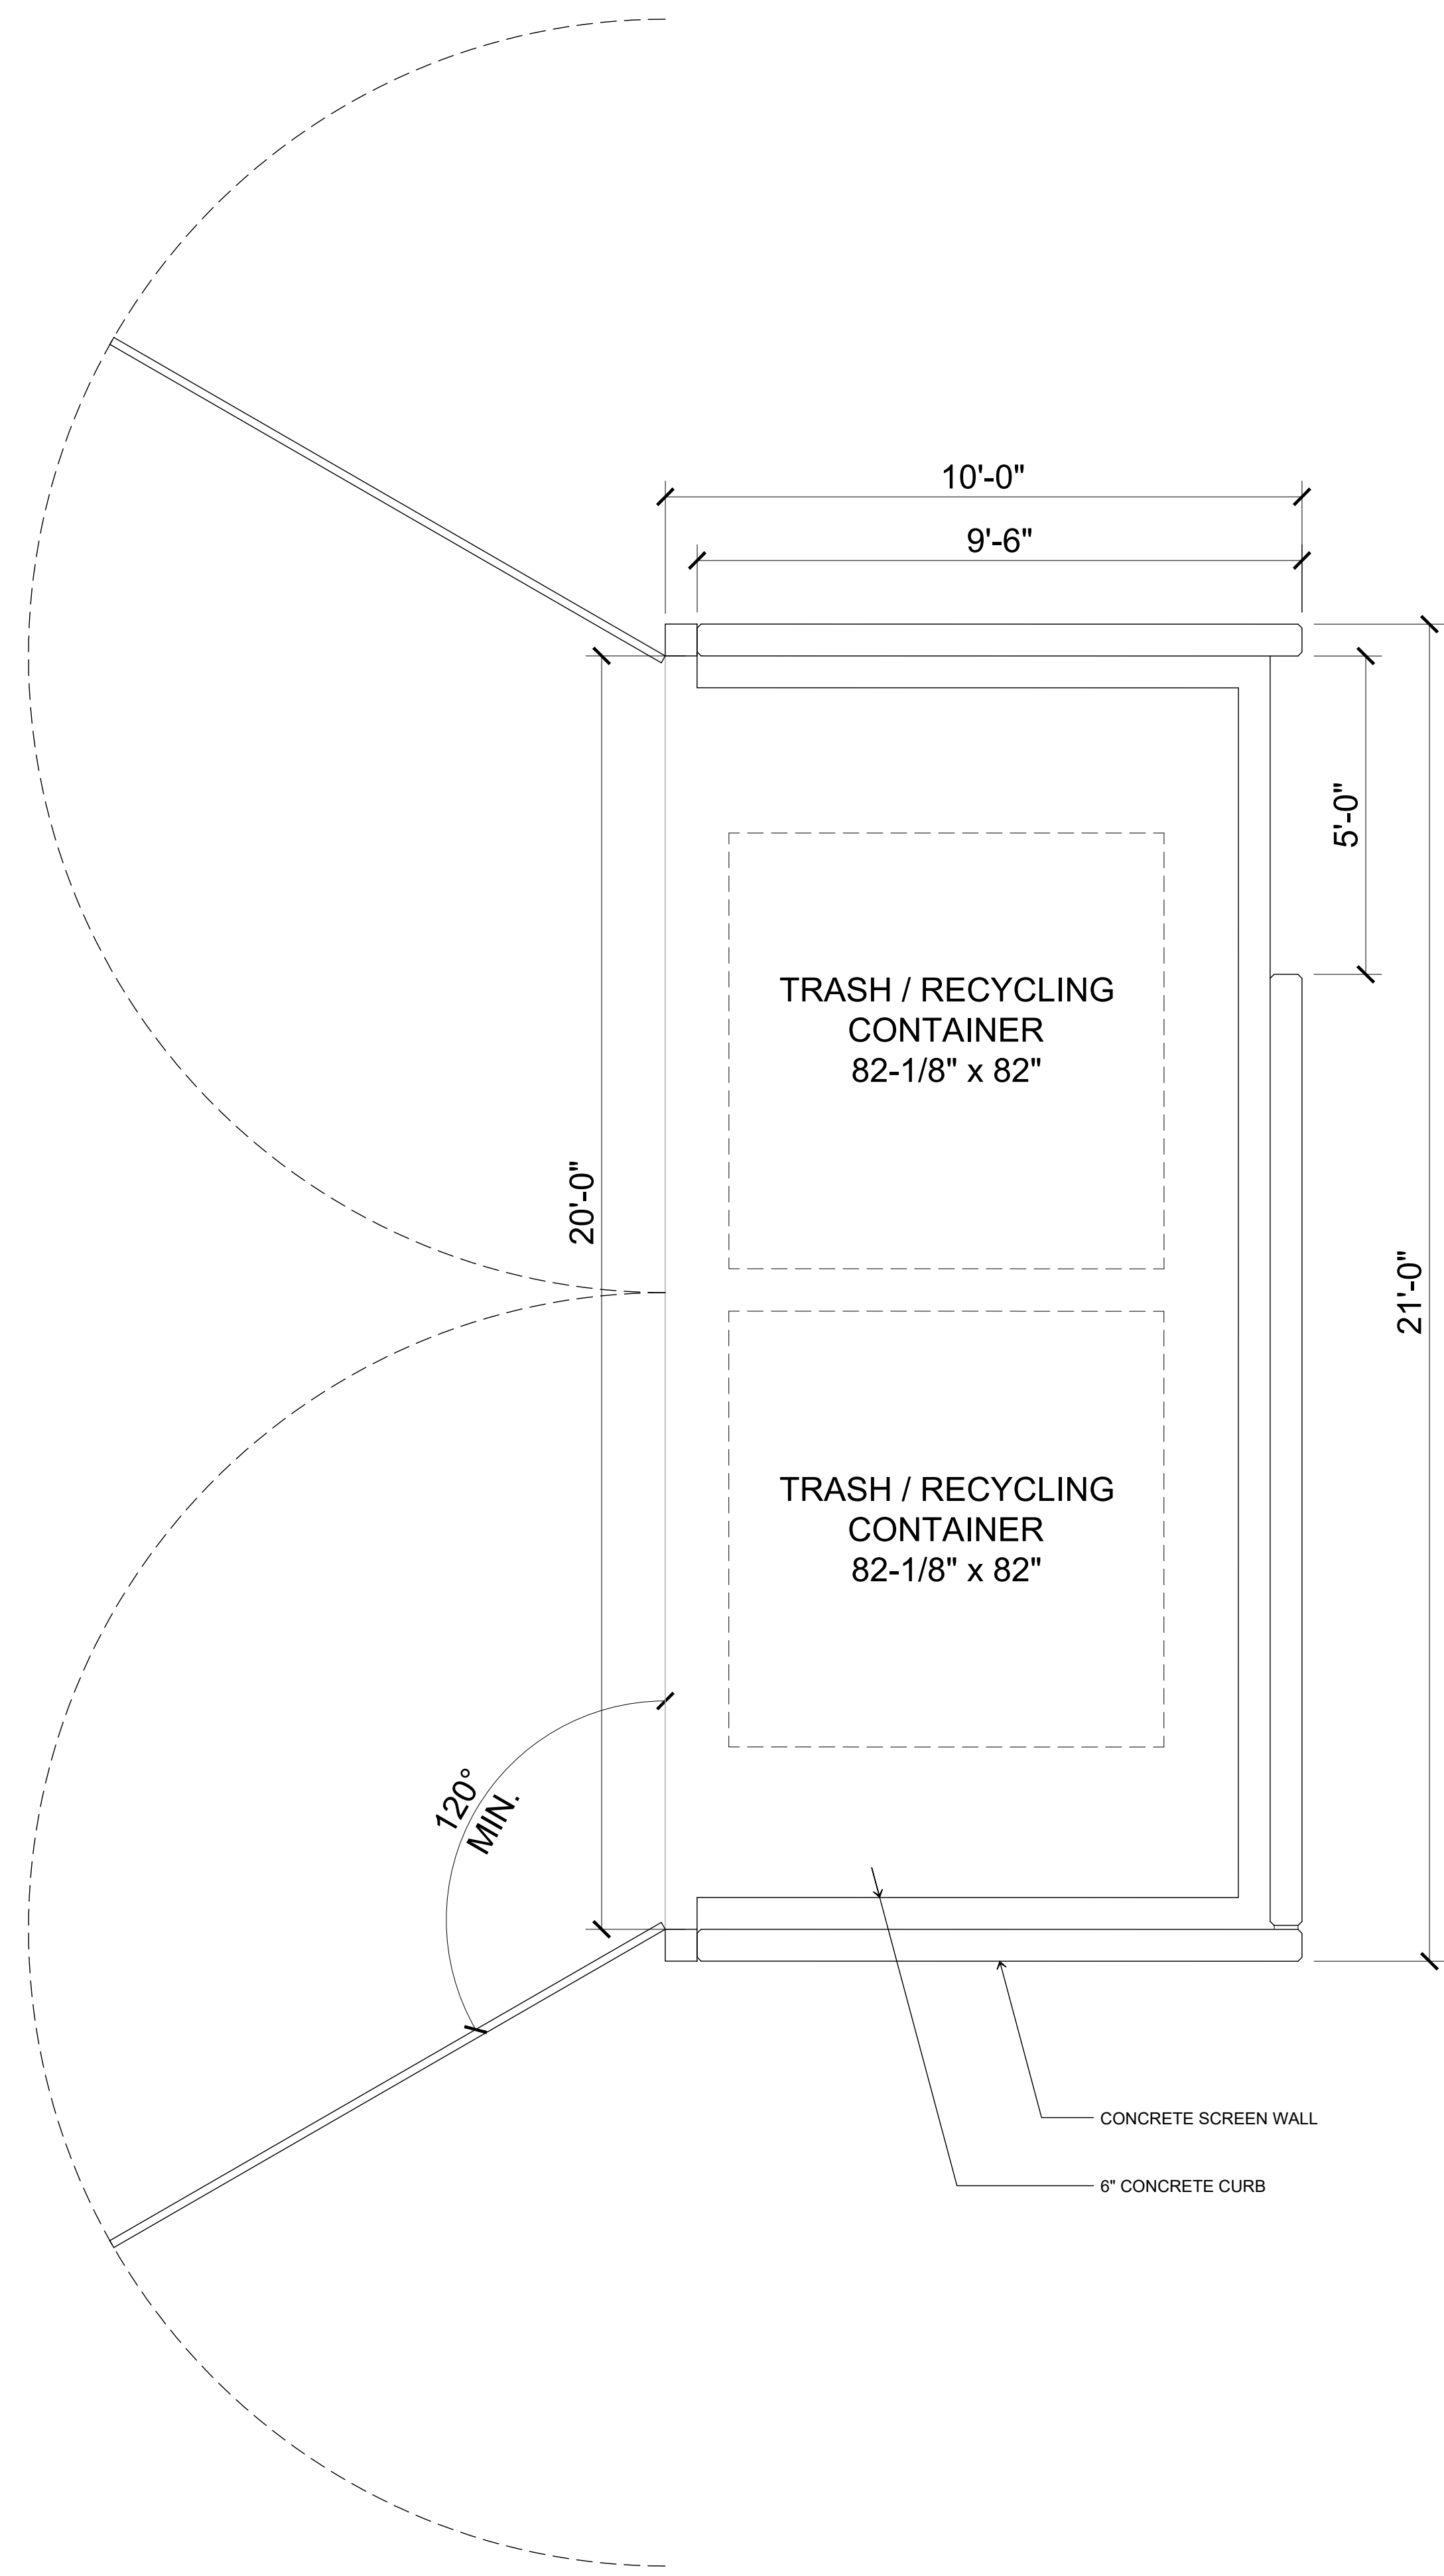 10'-0"
9'-6"
5'-0"
TRASH / RECYCLING
CONTAINER
82-1/8" x 82"
20'-0"
21'-0"
TRASH / RECYCLING
CONTAINER
82-1/8" x 82"
120°
MIN.
CONCRETE SCREEN WALL
6" CONCRETE CURB